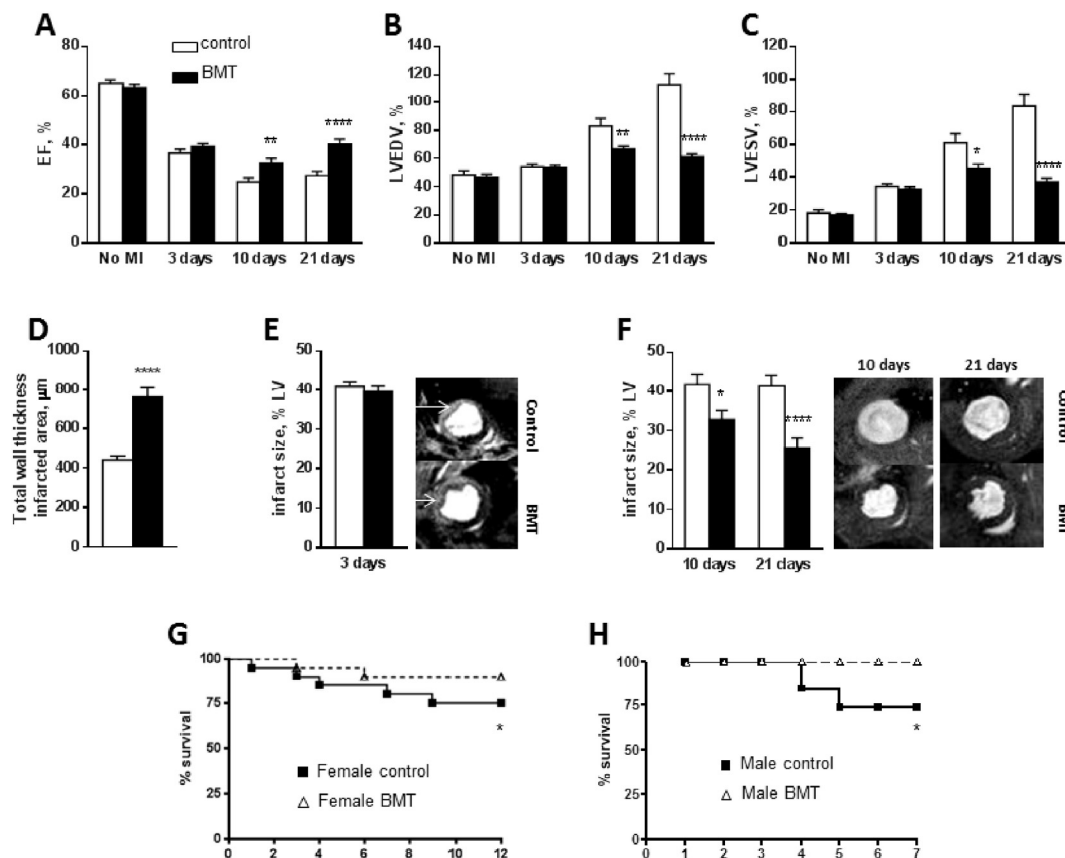 A
control
BMT
EF, %
80
60
40
20
0
**
****
No MI
3 days
10 days
21 days
B
LVEDV, %
140
120
100
80
60
40
20
0
**
****
No MI
3 days
10 days
21 days
C
LVESV, %
120
100
80
60
40
20
0
*
****
No MI
3 days
10 days
21 days
D
Total wall thickness
infarcted area, µm
1000
800
600
400
200
0
****
E
infarct size, % LV
50
40
30
20
10
0
3 days
Control
BMT
F
infarct size, % LV
50
40
30
20
10
0
*
****
10 days
21 days
10 days
21 days
Control
BMT
G
% survival
100
75
50
25
0
*
Female control
Female BMT
0
2
4
6
8
10
12
H
% survival
100
75
50
25
0
*
Male control
Male BMT
0
1
2
3
4
5
6
7